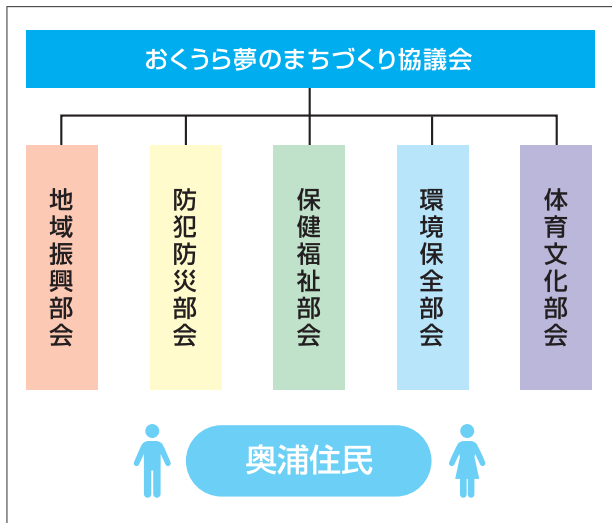 おくうら夢のまちづくり協議会
地域振興部会
防犯防災部会
保健福祉部会
環境保全部会
体育文化部会
奥浦住民